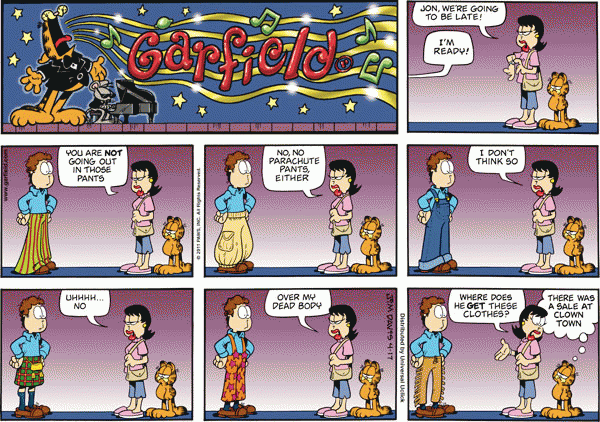 Garfield®
JON, WE'RE GOING
TO BE LATE!
I'M
READY!
www.garfield.com
YOU ARE NOT
GOING OUT
IN THOSE
PANTS
© 2011 PAWS, INC. All Rights Reserved.
NO, NO
PARACHUTE
PANTS,
EITHER
I DON'T
THINK SO
UHHHH...
NO
OVER MY
DEAD BODY
JIM DAVIS 4-17
Distributed by Universal Uclick
WHERE DOES
HE GET THESE
CLOTHES?
THERE WAS
A SALE AT
CLOWN
TOWN